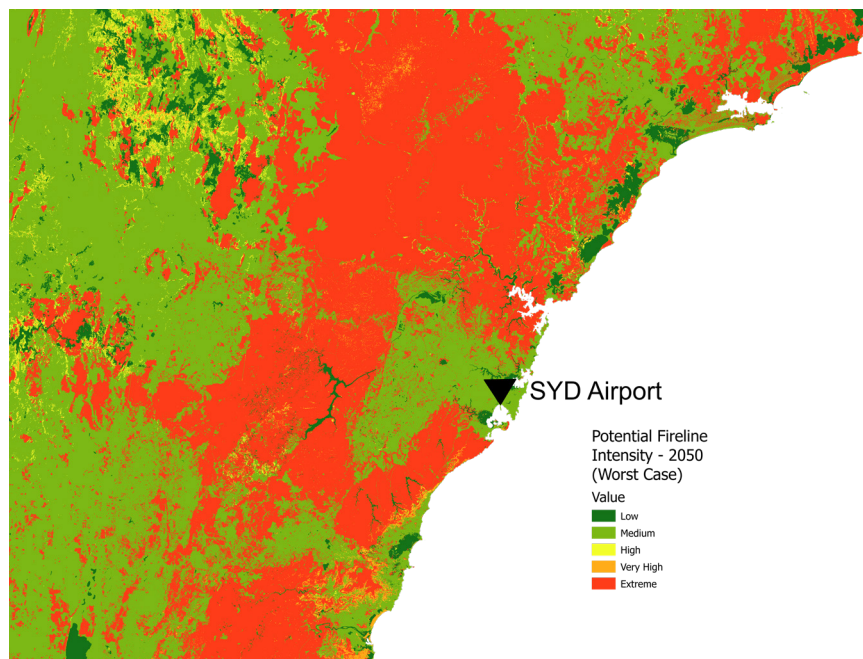 SYD Airport
Potential Fireline
Intensity - 2050
(Worst Case)
Value
Low
Medium
High
Very High
Extreme